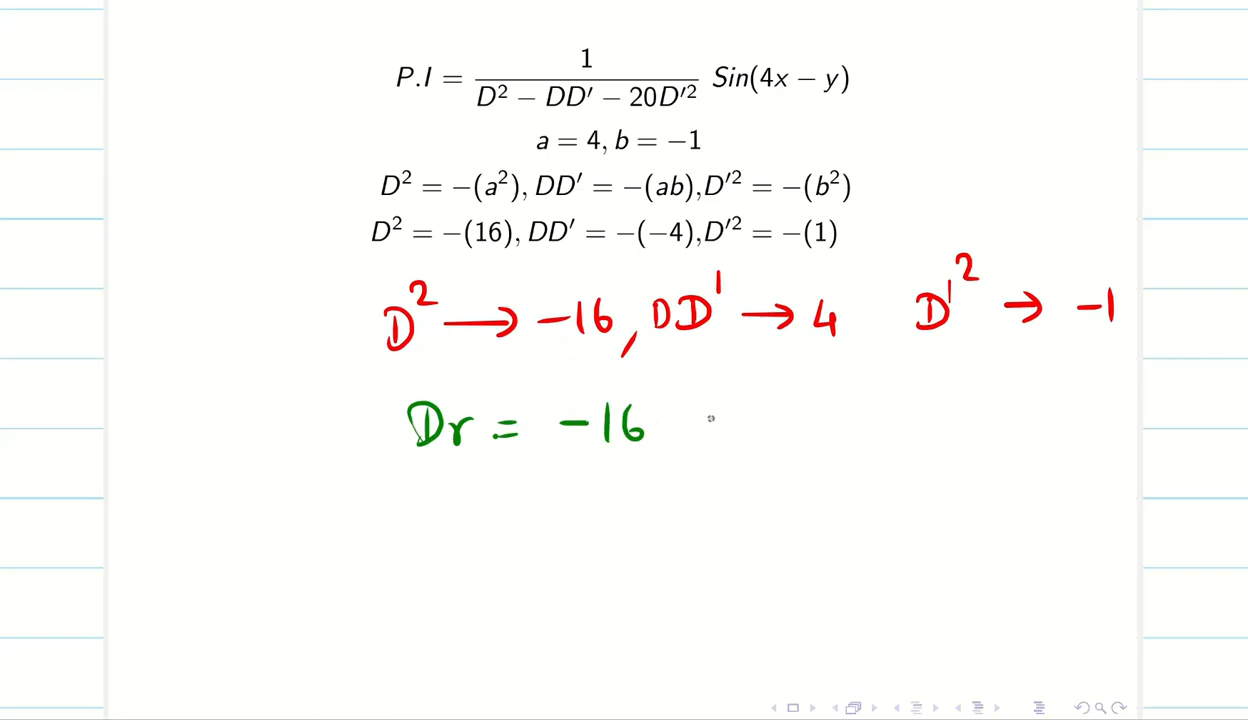 P.I = 1 / (D² − DD′ − 20D′²) Sin(4x − y)
a = 4, b = −1
D² = −(a²), DD′ = −(ab), D′² = −(b²)
D² = −(16), DD′ = −(−4), D′² = −(1)
D² → -16, DD' → 4 D'² → -1
Dr = -16